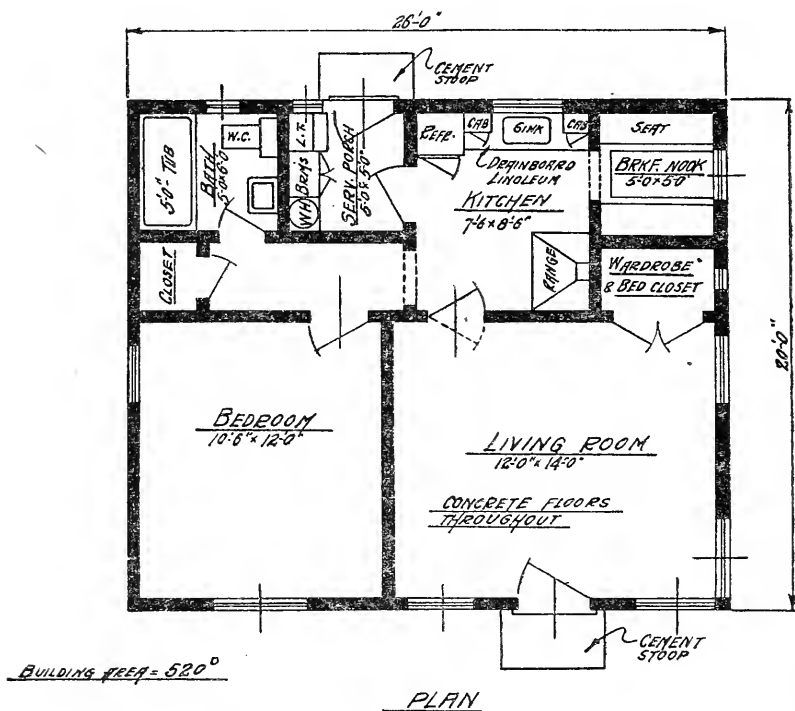 26'-0"
CEMENT
STOOP
W.C.
L.T.
REFR.
CAB
SINK
CAB
SEAT
5'-0" TUB
BATH
5'-0"x6'-0"
BRMS
WH
SERV. PORCH
5'-0"x5'-0"
DRAINBOARD
LINOLEUM
KITCHEN
7'-6"x8'-6"
BRKF. NOOK
5'-0"x5'-0"
CLOSET
RANGE
WARDROBE
& BED CLOSET
20'-0"
BEDROOM
10'-6"x12'-0"
LIVING ROOM
12'-0"x14'-0"
CONCRETE FLOORS
THROUGHOUT
CEMENT
STOOP
BUILDING AREA = 520□
PLAN